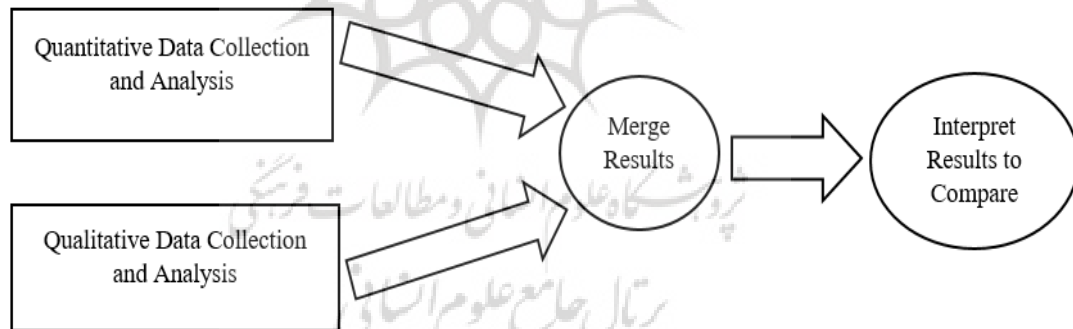 Quantitative Data Collection
and Analysis
Merge
Results
Interpret
Results to
Compare
پژوهشگاه علوم انسانی و مطالعات فرهنگی
Qualitative Data Collection
and Analysis
پرتال جامع علوم انسانی